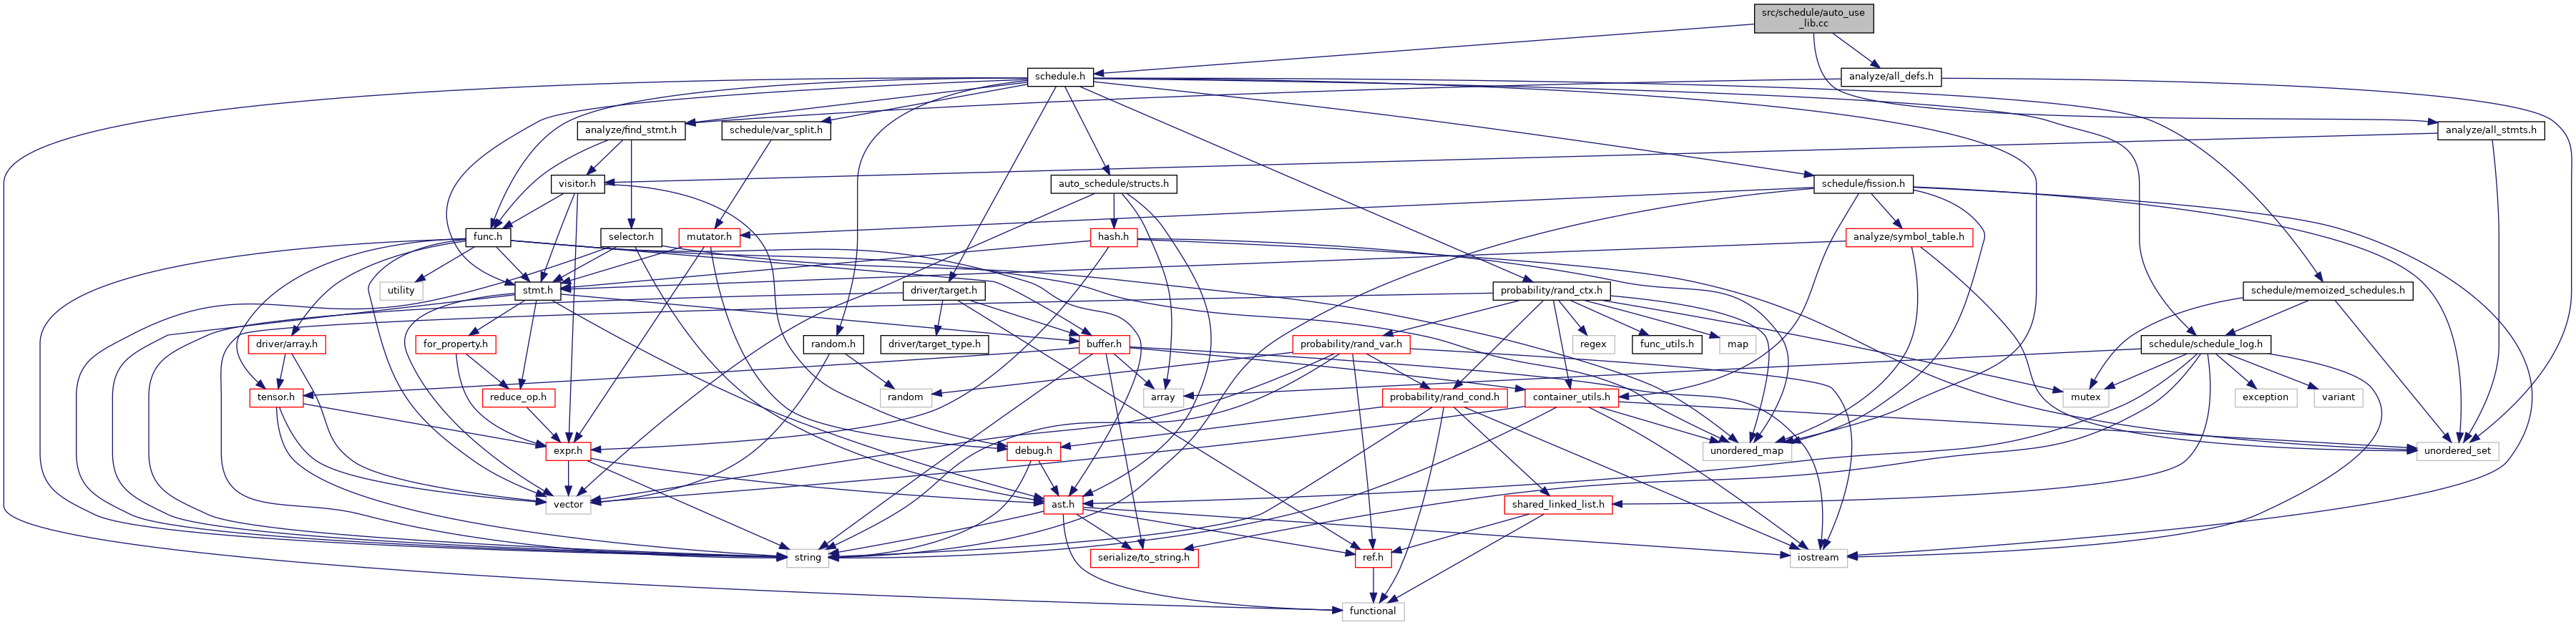 src/schedule/auto_use
_lib.cc
schedule.h
analyze/all_defs.h
analyze/find_stmt.h
schedule/var_split.h
analyze/all_stmts.h
visitor.h
auto_schedule/structs.h
schedule/fission.h
func.h
selector.h
mutator.h
hash.h
analyze/symbol_table.h
utility
stmt.h
driver/target.h
probability/rand_ctx.h
schedule/memoized_schedules.h
driver/array.h
for_property.h
random.h
driver/target_type.h
buffer.h
probability/rand_var.h
regex
func_utils.h
map
schedule/schedule_log.h
tensor.h
reduce_op.h
random
array
probability/rand_cond.h
container_utils.h
mutex
exception
variant
expr.h
debug.h
unordered_map
unordered_set
vector
ast.h
shared_linked_list.h
string
serialize/to_string.h
ref.h
iostream
functional